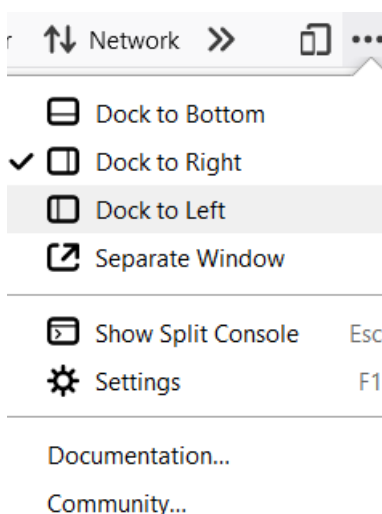 r Network
Dock to Bottom
Dock to Right
Dock to Left
Separate Window
Show Split Console Esc
Settings F1
Documentation...
Community...